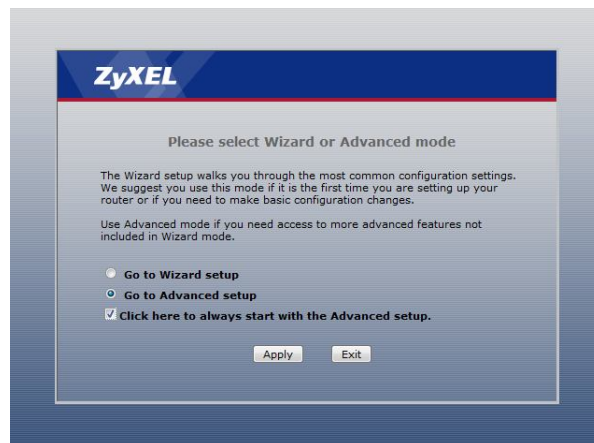 ZyXEL
Please select Wizard or Advanced mode
The Wizard setup walks you through the most common configuration settings.
We suggest you use this mode if it is the first time you are setting up your
router or if you need to make basic configuration changes.
Use Advanced mode if you need access to more advanced features not
included in Wizard mode.
Go to Wizard setup
Go to Advanced setup
Click here to always start with the Advanced setup.
Apply Exit